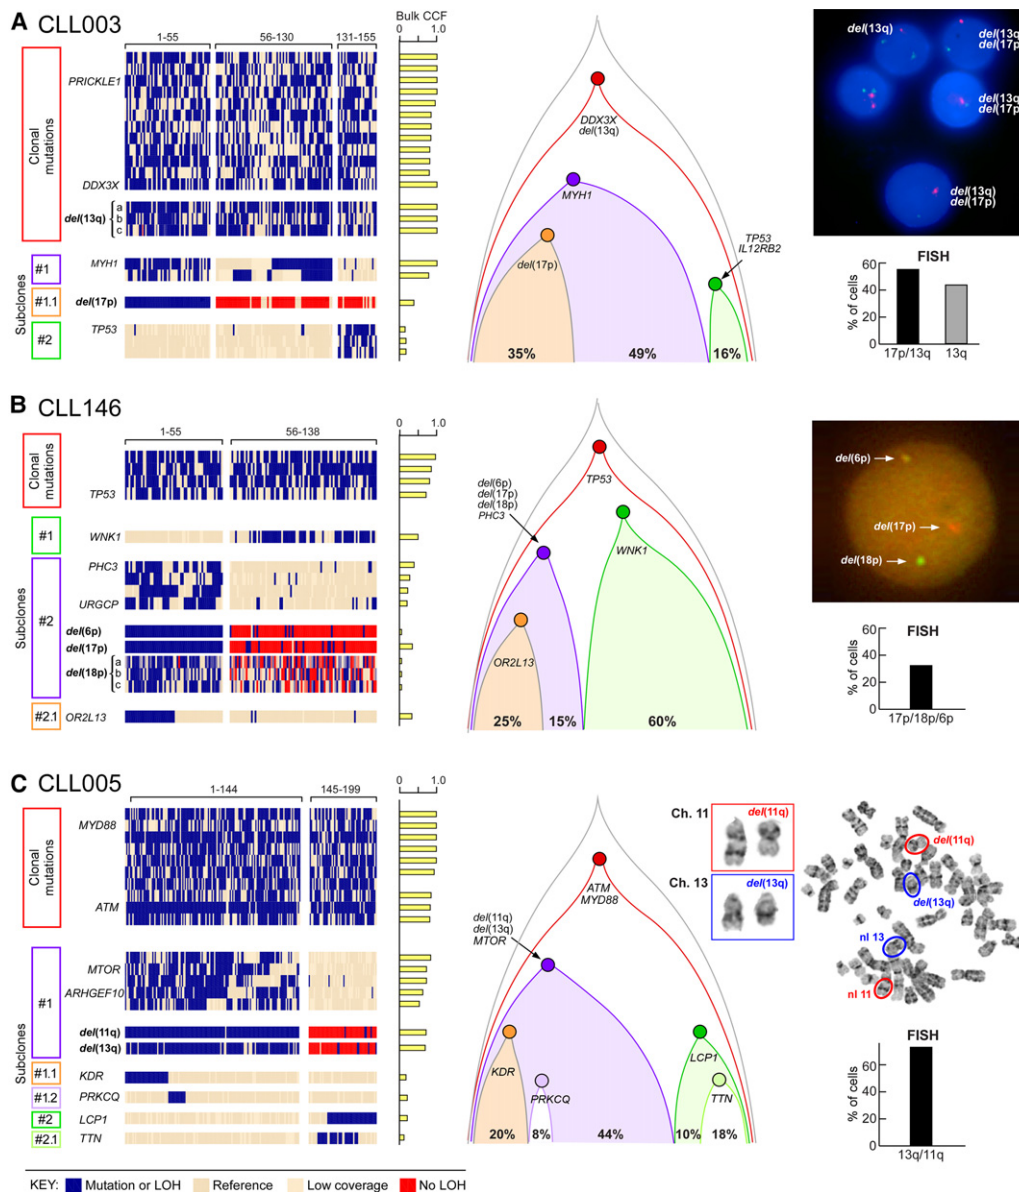 A CLL003
1-55 56-130 131-155
Bulk CCF
0 1.0
Clonal mutations
PRICKLE1
DDX3X
del(13q) a b c
Subclones
#1 MYH1
#1.1 del(17p)
#2 TP53
DDX3X
del(13q)
MYH1
del(17p)
TP53
IL12RB2
35% 49% 16%
del(13q)
del(13q)
del(17p)
del(13q)
del(17p)
del(13q)
del(17p)
FISH
% of cells
60
40
20
0
17p/13q 13q
B CLL146
1-55 56-138
0 1.0
Clonal mutations
TP53
Subclones
#1 WNK1
#2 PHC3
URGCP
del(6p)
del(17p)
del(18p) a b c
#2.1 OR2L13
TP53
del(6p)
del(17p)
del(18p)
PHC3
WNK1
OR2L13
25% 15% 60%
del(6p)
del(17p)
del(18p)
FISH
% of cells
60
40
20
0
17p/18p/6p
C CLL005
1-144 145-199
0 1.0
Clonal mutations
MYD88
ATM
Subclones
#1 MTOR
ARHGEF10
del(11q)
del(13q)
#1.1 KDR
#1.2 PRKCQ
#2 LCP1
#2.1 TTN
ATM
MYD88
del(11q)
del(13q)
MTOR
KDR
PRKCQ
LCP1
TTN
20% 8% 44% 10% 18%
Ch. 11 del(11q)
Ch. 13 del(13q)
del(11q)
del(13q)
nl 13
nl 11
FISH
% of cells
60
40
20
0
13q/11q
KEY: Mutation or LOH Reference Low coverage No LOH